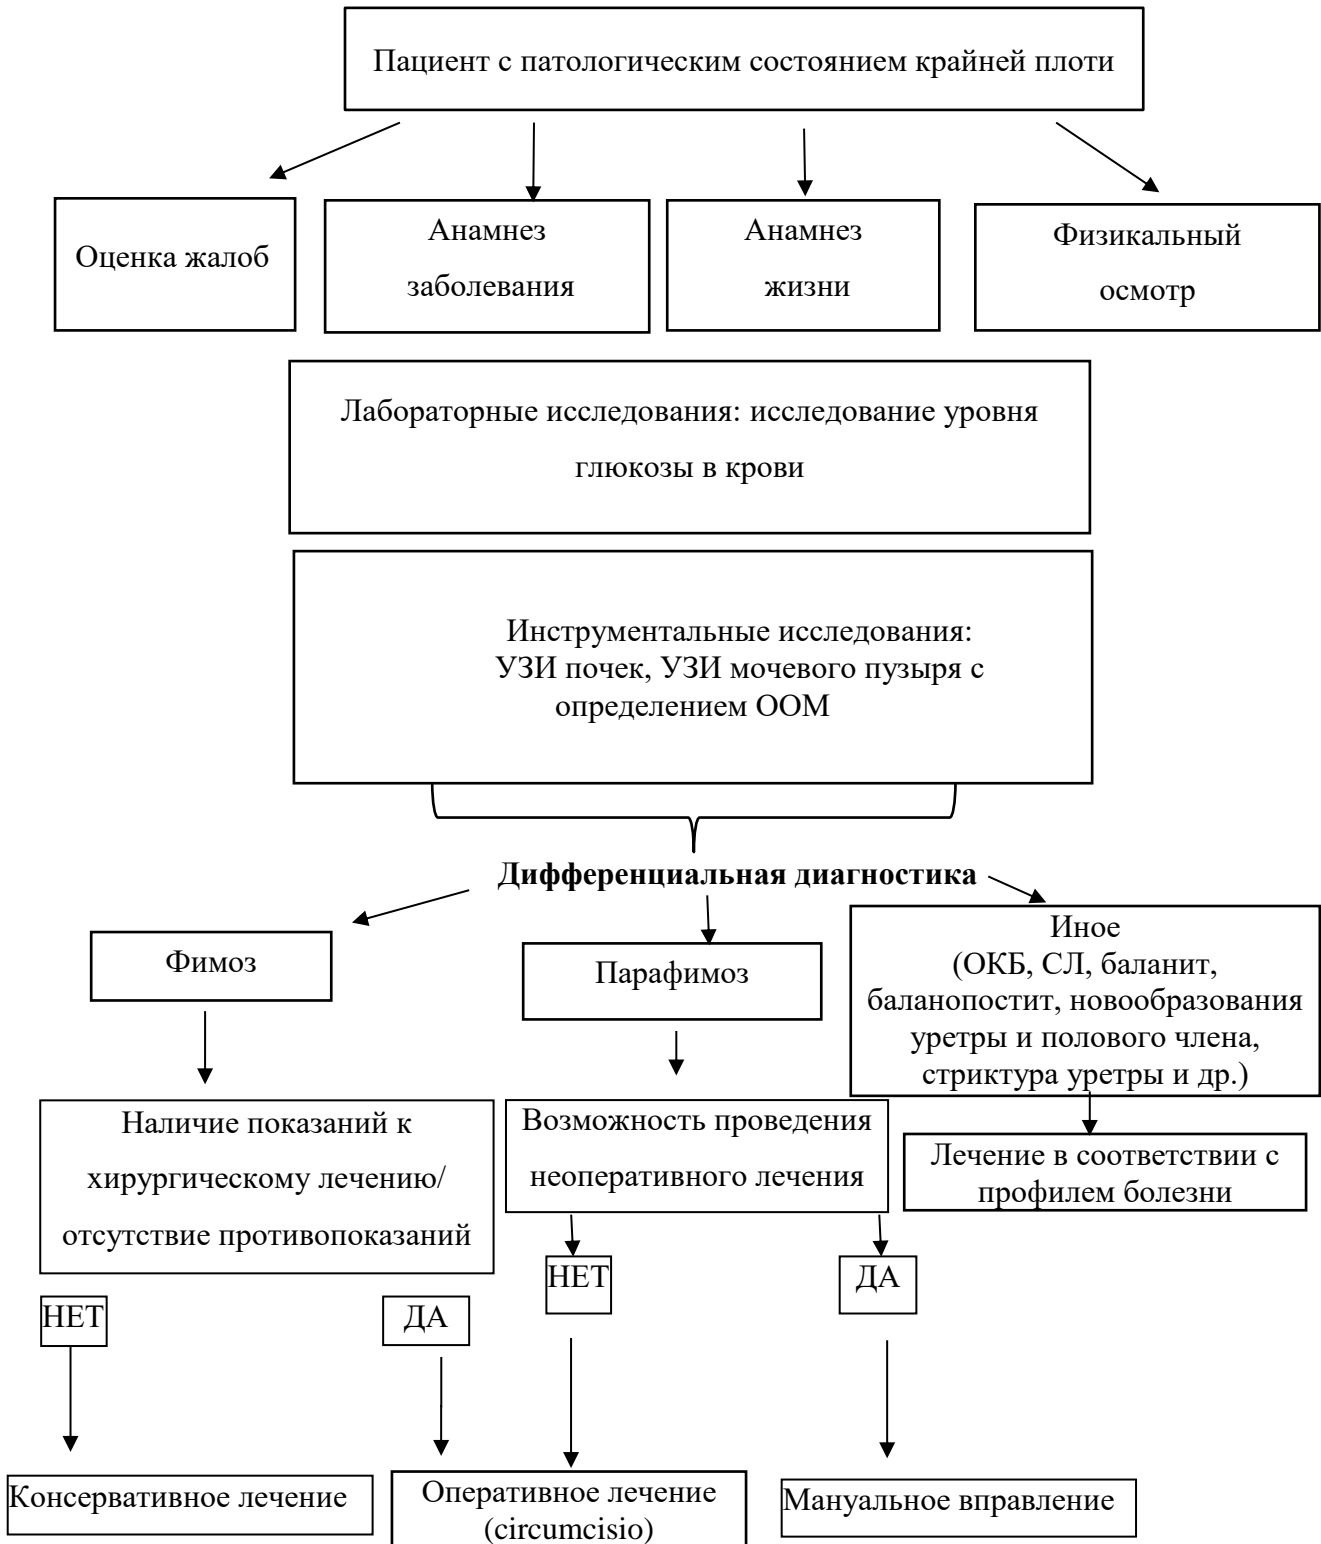 Пациент с патологическим состоянием крайней плоти
Оценка жалоб
Анамнез
заболевания
Анамнез
жизни
Физикальный
осмотр
Лабораторные исследования: исследование уровня
глюкозы в крови
Инструментальные исследования:
УЗИ почек, УЗИ мочевого пузыря с
определением ООМ
Дифференциальная диагностика
Фимоз
Парафимоз
Иное
(ОКБ, СЛ, баланит,
баланопостит, новообразования
уретры и полового члена,
стриктура уретры и др.)
Наличие показаний к
хирургическому лечению/
отсутствие противопоказаний
Возможность проведения
неоперативного лечения
Лечение в соответствии с
профилем болезни
НЕТ
ДА
НЕТ
ДА
Консервативное лечение
Оперативное лечение
(circumcisio)
Мануальное вправление